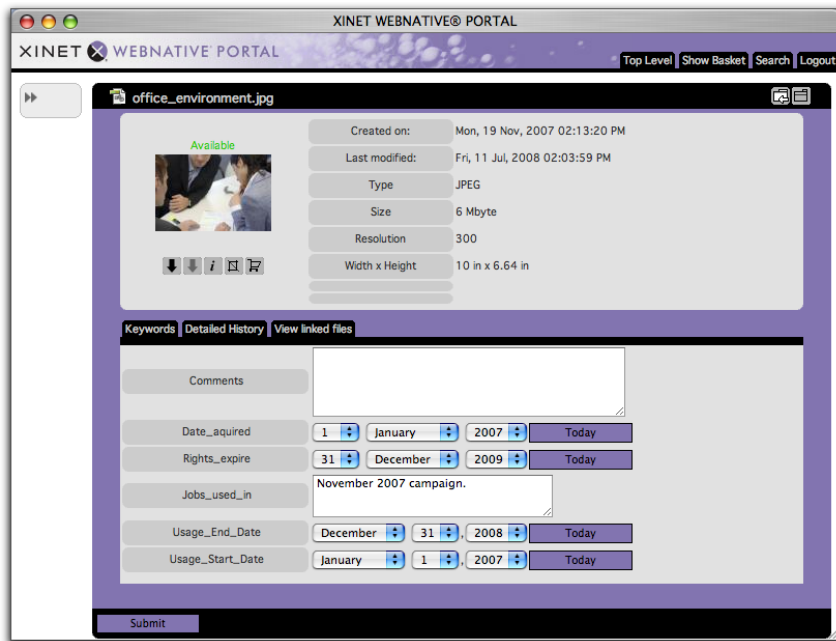 XINET WEBNATIVE® PORTAL
XINET X WEBNATIVE PORTAL
Top Level Show Basket Search Logout
office_environment.jpg
Available
Created on: Mon, 19 Nov, 2007 02:13:20 PM
Last modified: Fri, 11 Jul, 2008 02:03:59 PM
Type JPEG
Size 6 Mbyte
Resolution 300
Width x Height 10 in x 6.64 in
Keywords Detailed History View linked files
Comments
Date_aquired 1 January 2007 Today
Rights_expire 31 December 2009 Today
Jobs_used_in November 2007 campaign.
Usage_End_Date December 31 , 2008 Today
Usage_Start_Date January 1 , 2007 Today
Submit